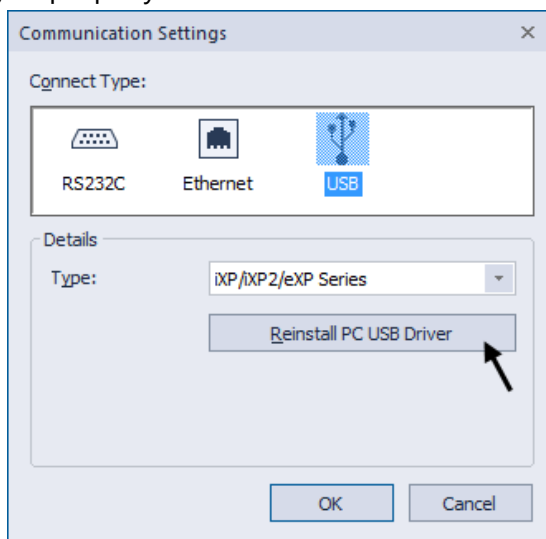 Communication Settings
Connect Type:
RS232C Ethernet USB
Details
Type: iXP/iXP2/eXP Series
Reinstall PC USB Driver
OK Cancel